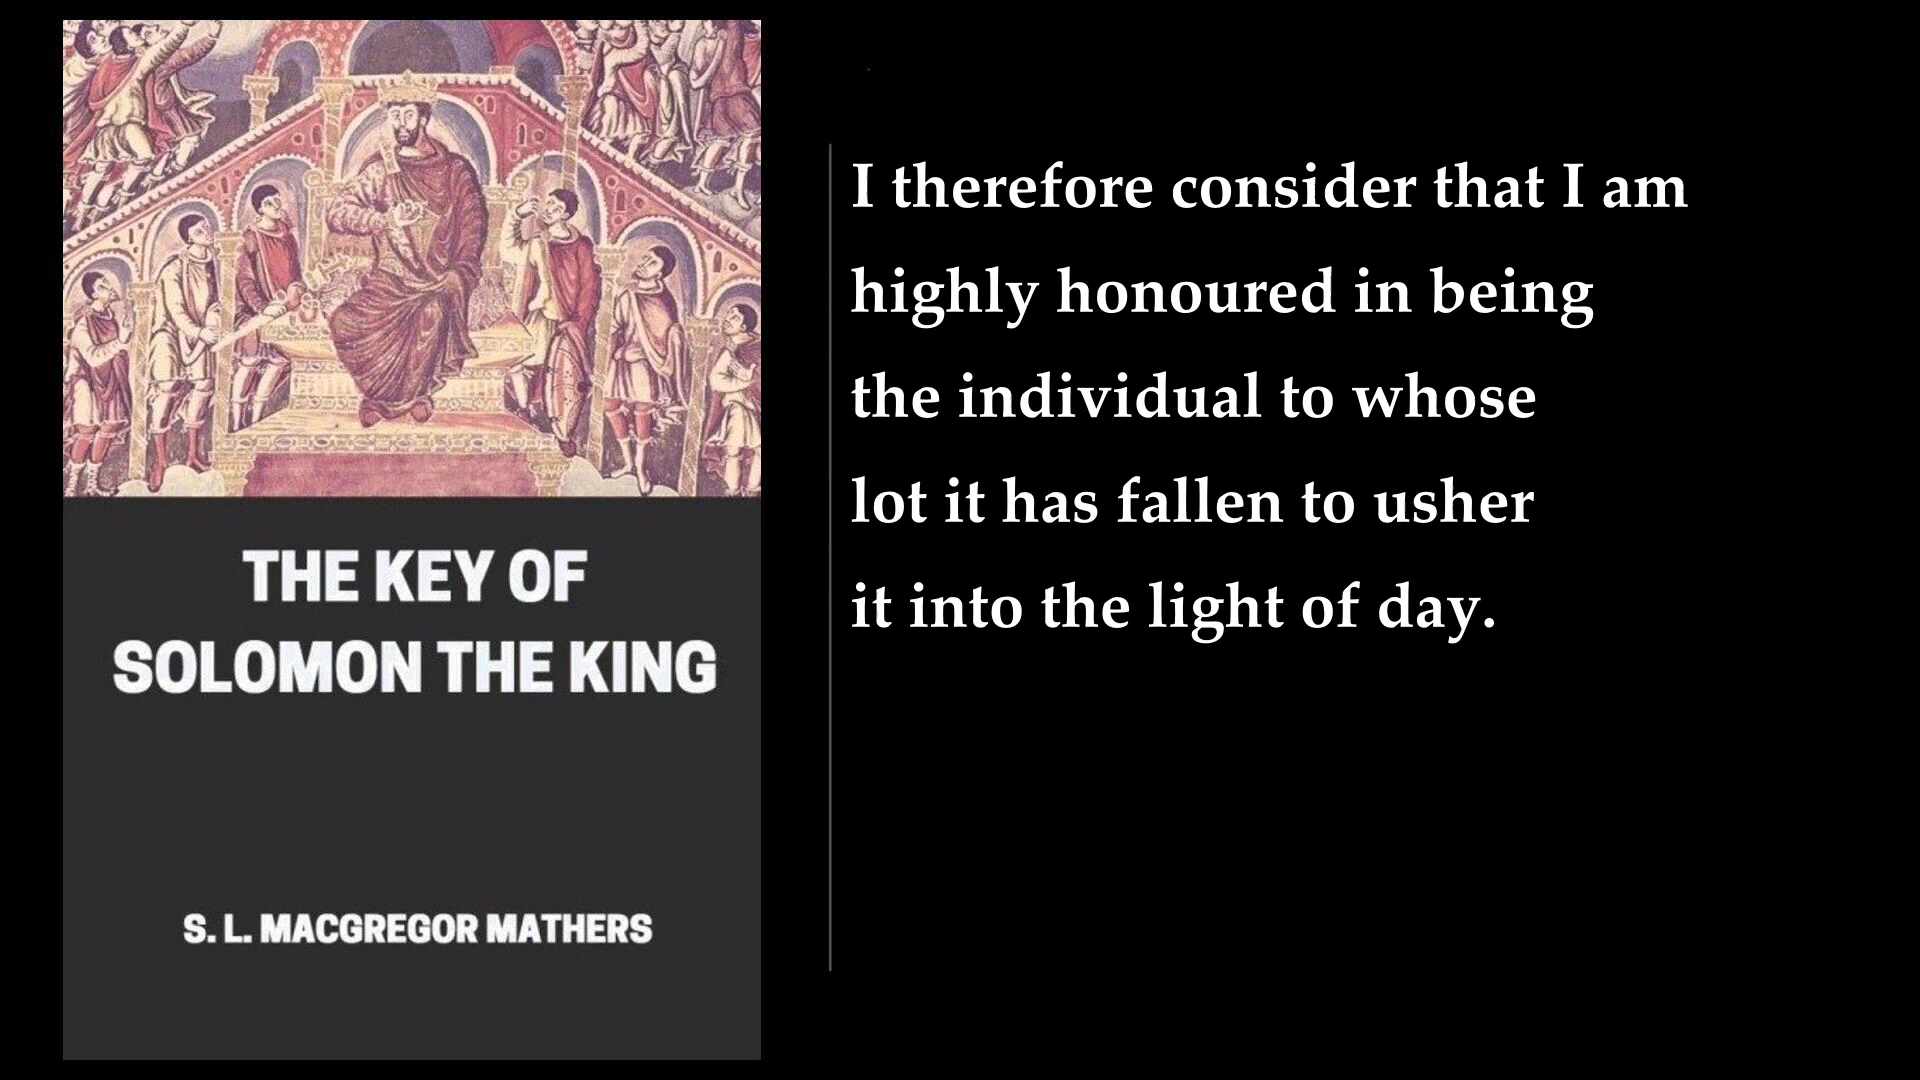 THE KEY OF
SOLOMON THE KING
S. L. MACGREGOR MATHERS
I therefore consider that I am
highly honoured in being
the individual to whose
lot it has fallen to usher
it into the light of day.